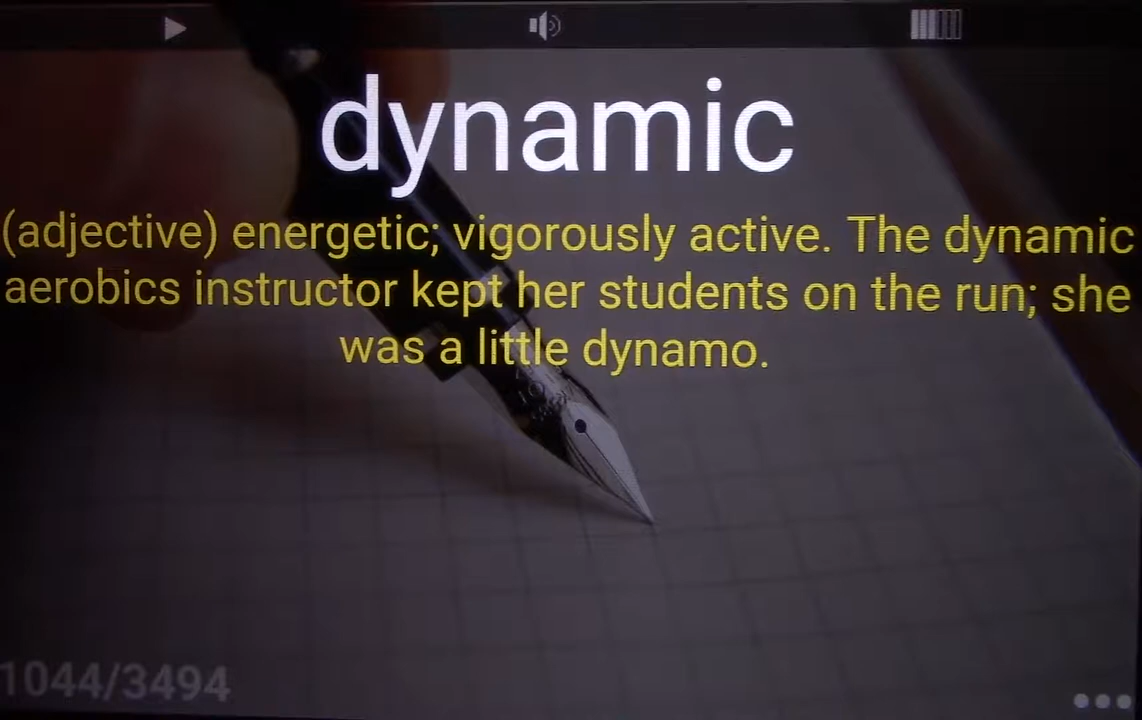 dynamic
(adjective) energetic; vigorously active. The dynamic
aerobics instructor kept her students on the run; she
was a little dynamo.
1044/3494